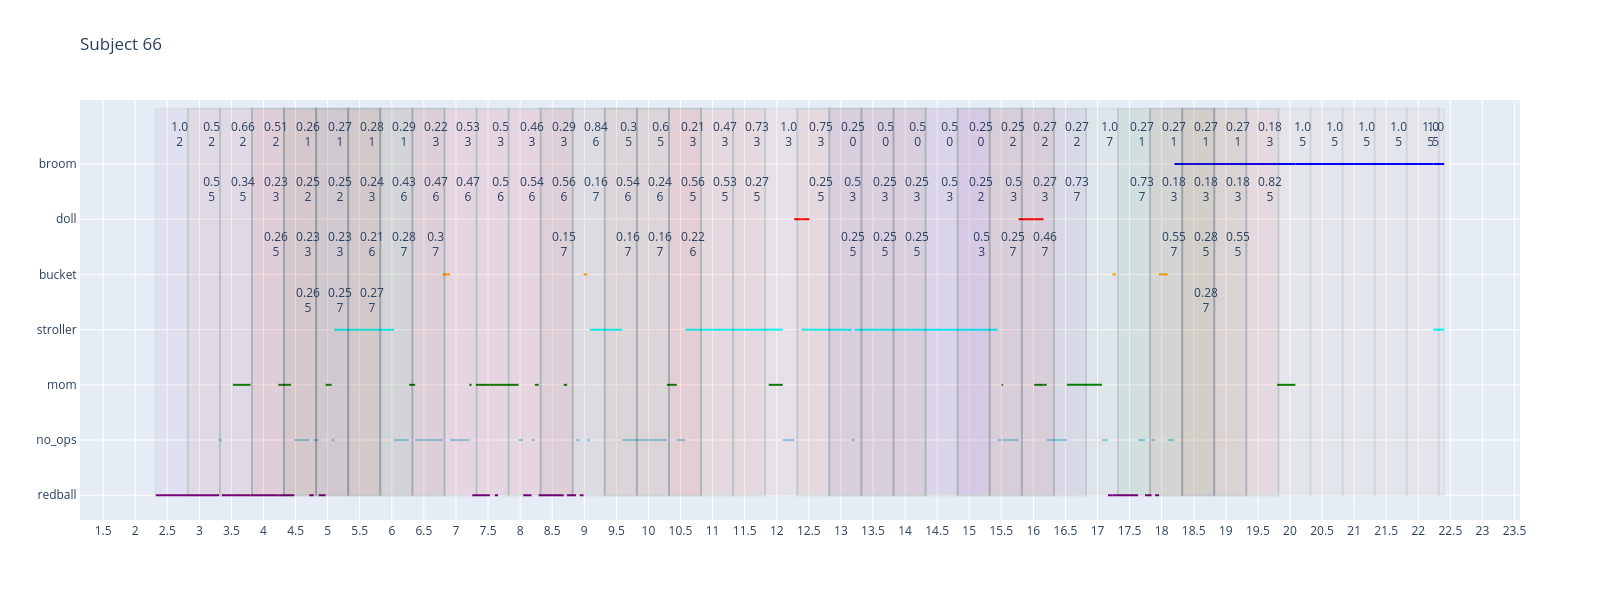 Subject 66
1.0 0.5 0.66 0.51 0.26 0.27 0.28 0.29 0.22 0.53 0.5 0.46 0.29 0.84 0.3 0.6 0.21 0.47 0.73 1.0 0.75 0.25 0.5 0.5 0.5 0.5 0.25 0.27 0.27 1.0 0.27 0.27 0.27 0.27 0.18 1.0 1.0 1.0 1.0
2 2 2 2 1 1 1 1 3 3 3 3 3 6 5 5 3 3 3 3 3 0 0 0 0 0 2 2 2 7 1 1 1 1 3 5 5 5 5
broom
0.5 0.34 0.23 0.25 0.25 0.24 0.43 0.47 0.47 0.5 0.54 0.56 0.16 0.54 0.24 0.56 0.53 0.27 0.25 0.5 0.25 0.25 0.5 0.25 0.5 0.27 0.73 0.73 0.18 0.18 0.18 0.82
5 5 3 2 2 3 6 6 6 6 6 6 7 6 6 5 5 5 5 3 3 3 3 2 3 3 7 7 3 3 3 5
doll
0.26 0.23 0.23 0.21 0.28 0.3 0.15 0.16 0.16 0.22 0.25 0.25 0.25 0.5 0.25 0.46 0.55 0.28 0.55
5 3 3 6 7 7 7 7 7 6 5 5 5 3 7 7 7 5 5
bucket
0.26 0.25 0.27 0.28
5 7 7 7
stroller
mom
no_ops
redball
1.5 2 2.5 3 3.5 4 4.5 5 5.5 6 6.5 7 7.5 8 8.5 9 9.5 10 10.5 11 11.5 12 12.5 13 13.5 14 14.5 15 15.5 16 16.5 17 17.5 18 18.5 19 19.5 20 20.5 21 21.5 22 22.5 23 23.5